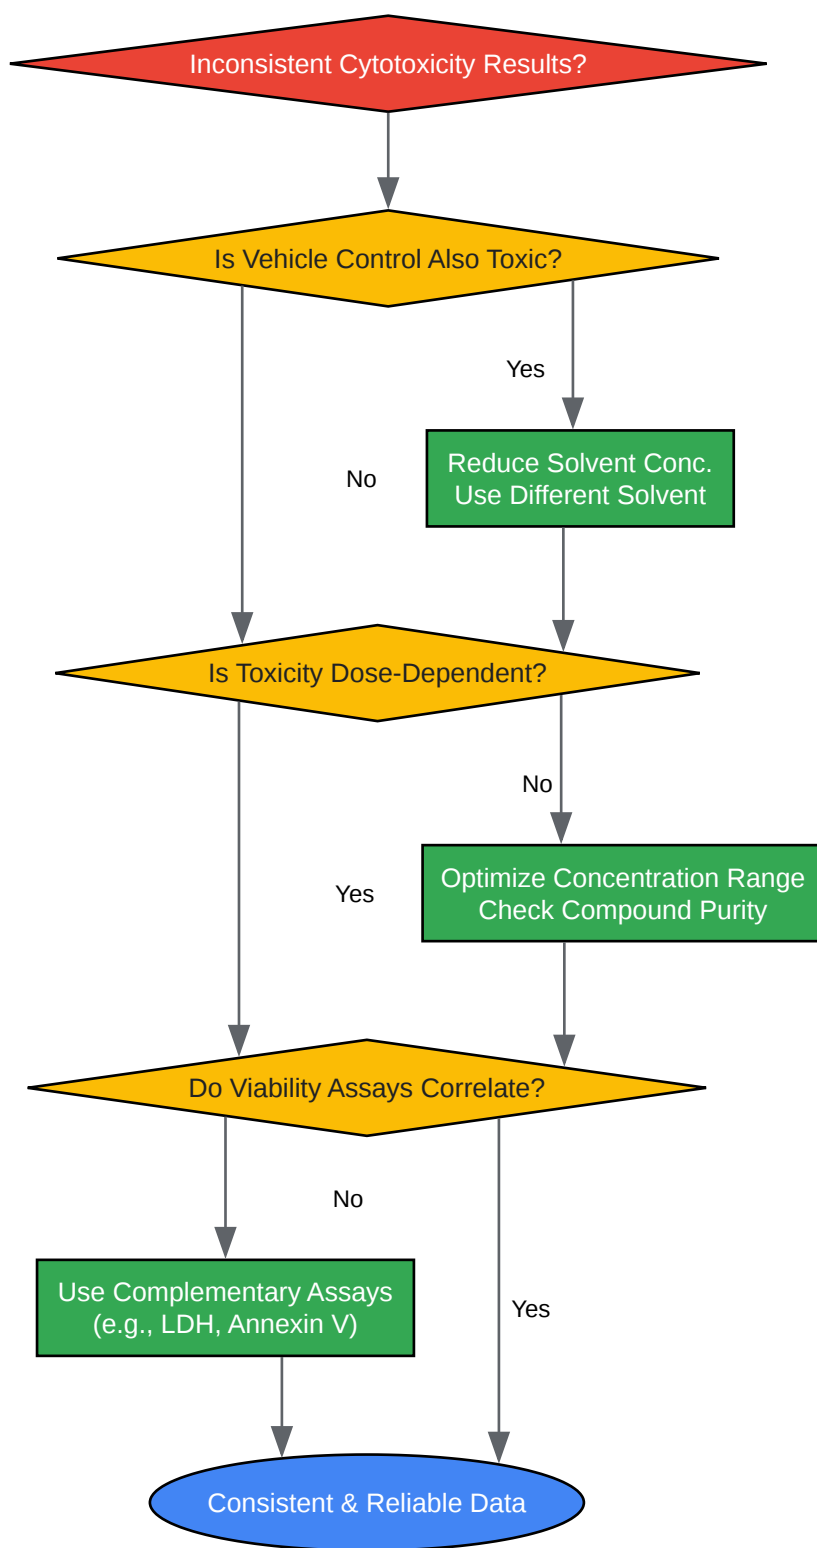 Inconsistent Cytotoxicity Results?
Is Vehicle Control Also Toxic?
Yes
Reduce Solvent Conc.
Use Different Solvent
No
Is Toxicity Dose-Dependent?
No
Optimize Concentration Range
Check Compound Purity
Yes
Do Viability Assays Correlate?
No
Use Complementary Assays
(e.g., LDH, Annexin V)
Yes
Consistent & Reliable Data